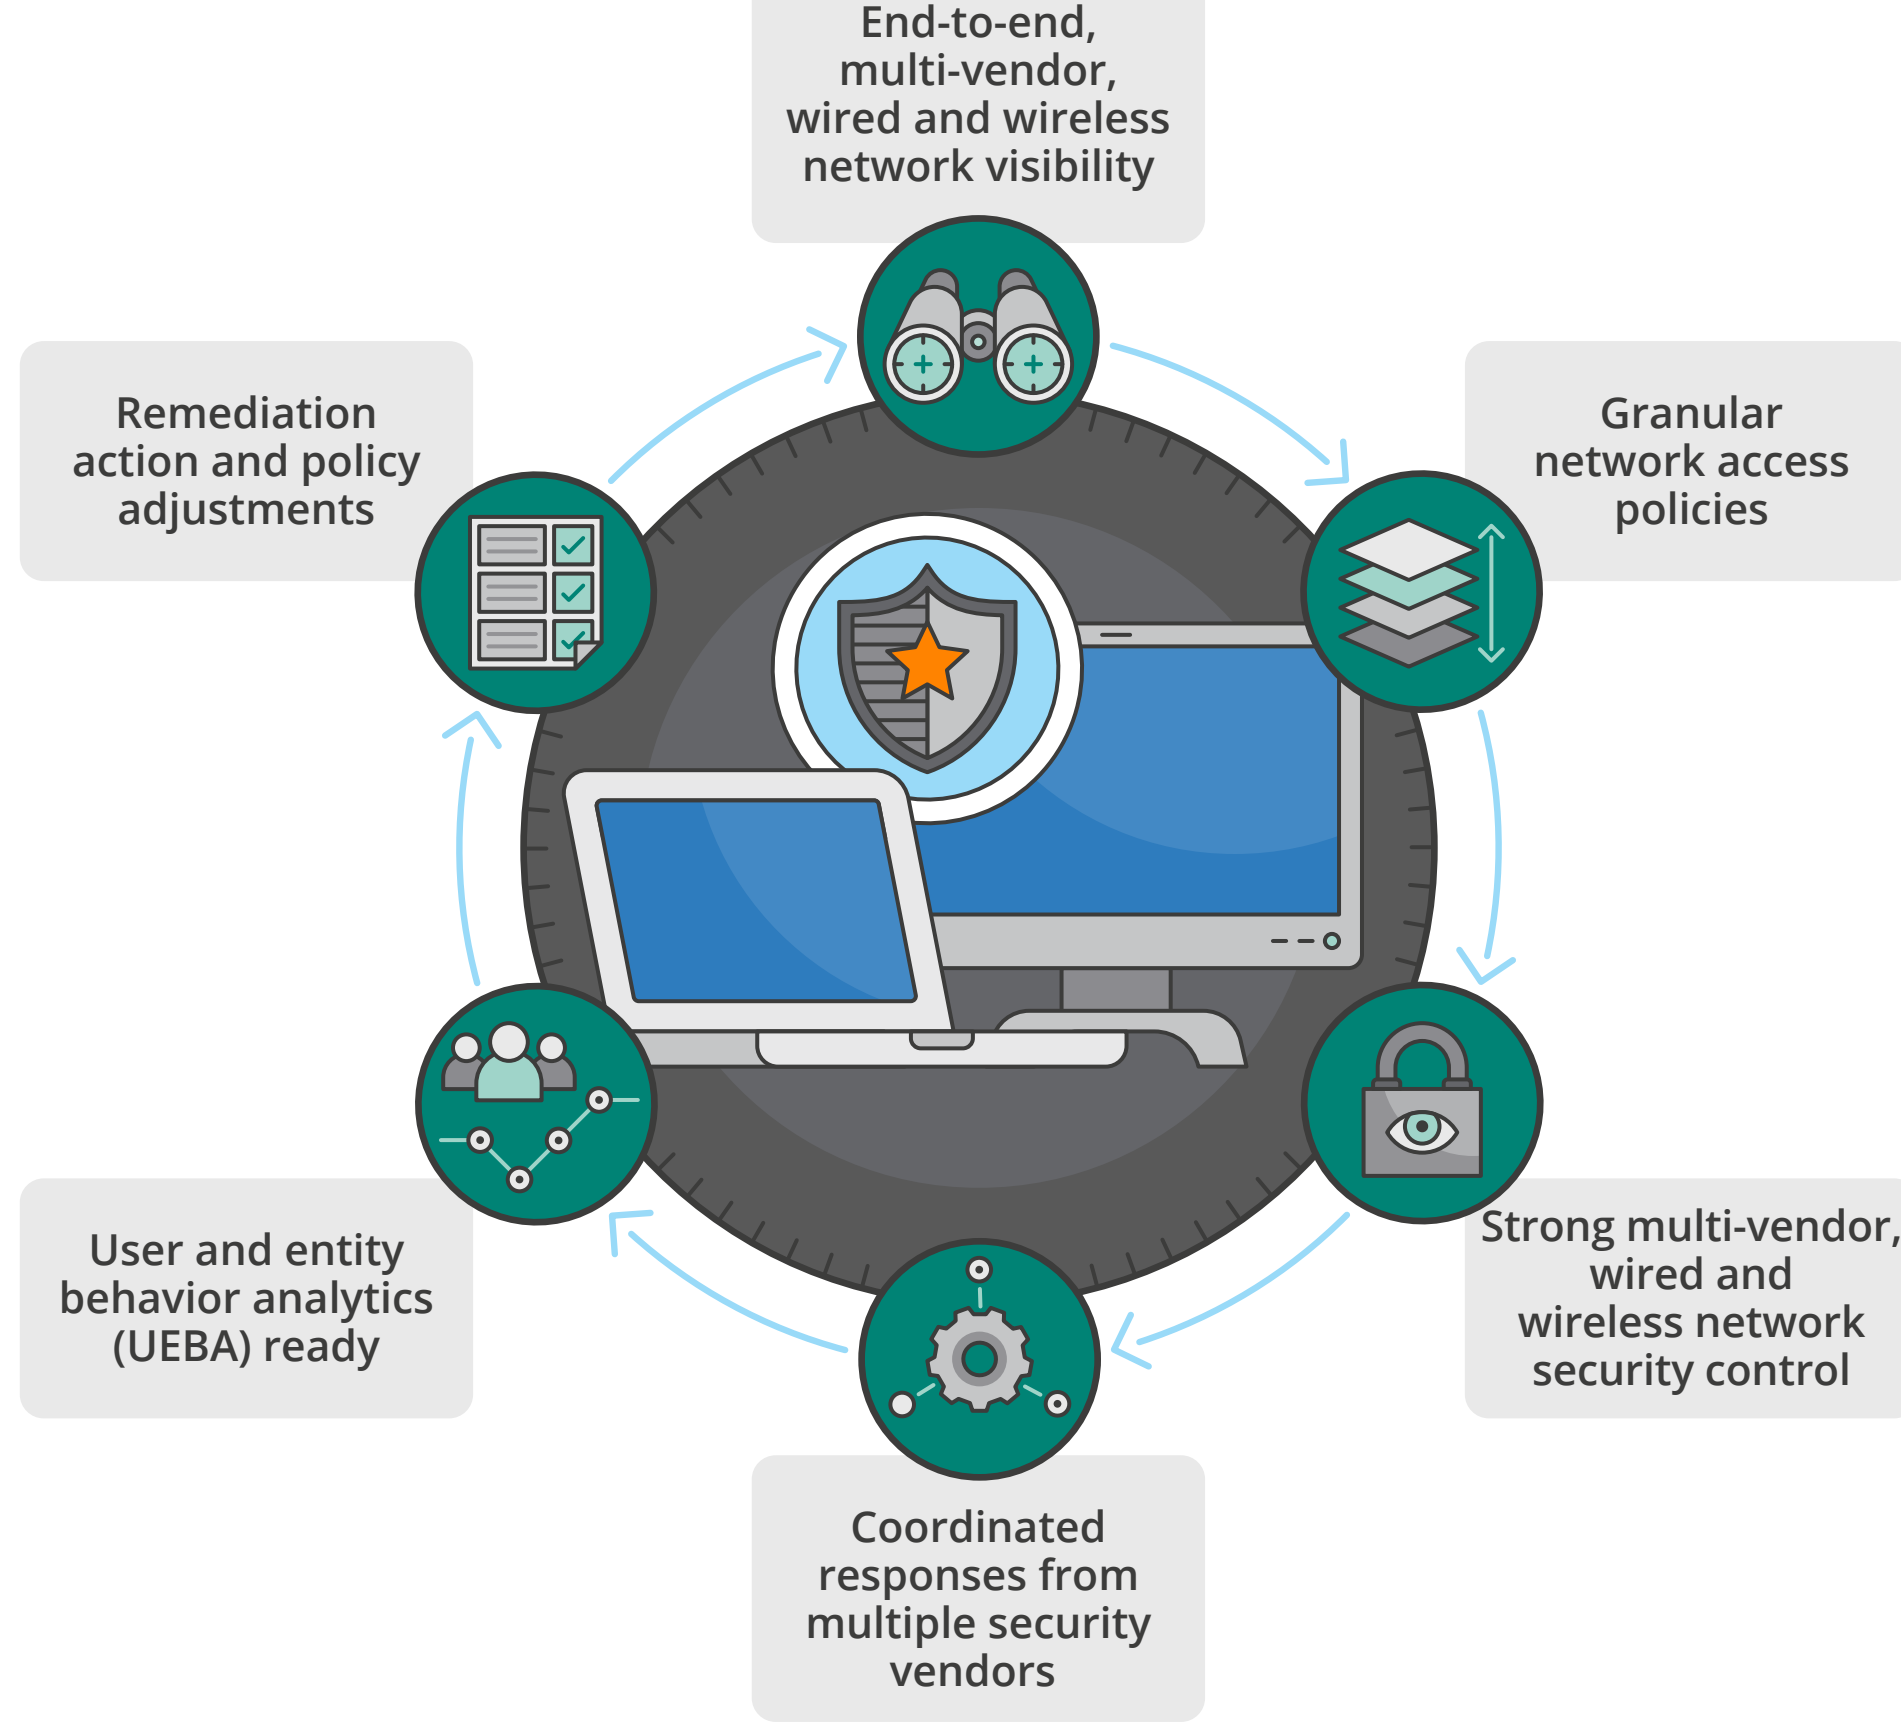 End-to-end,
multi-vendor,
wired and wireless
network visibility
Granular
network access
policies
Strong multi-vendor,
wired and
wireless network
security control
Coordinated
responses from
multiple security
vendors
User and entity
behavior analytics
(UEBA) ready
Remediation
action and policy
adjustments